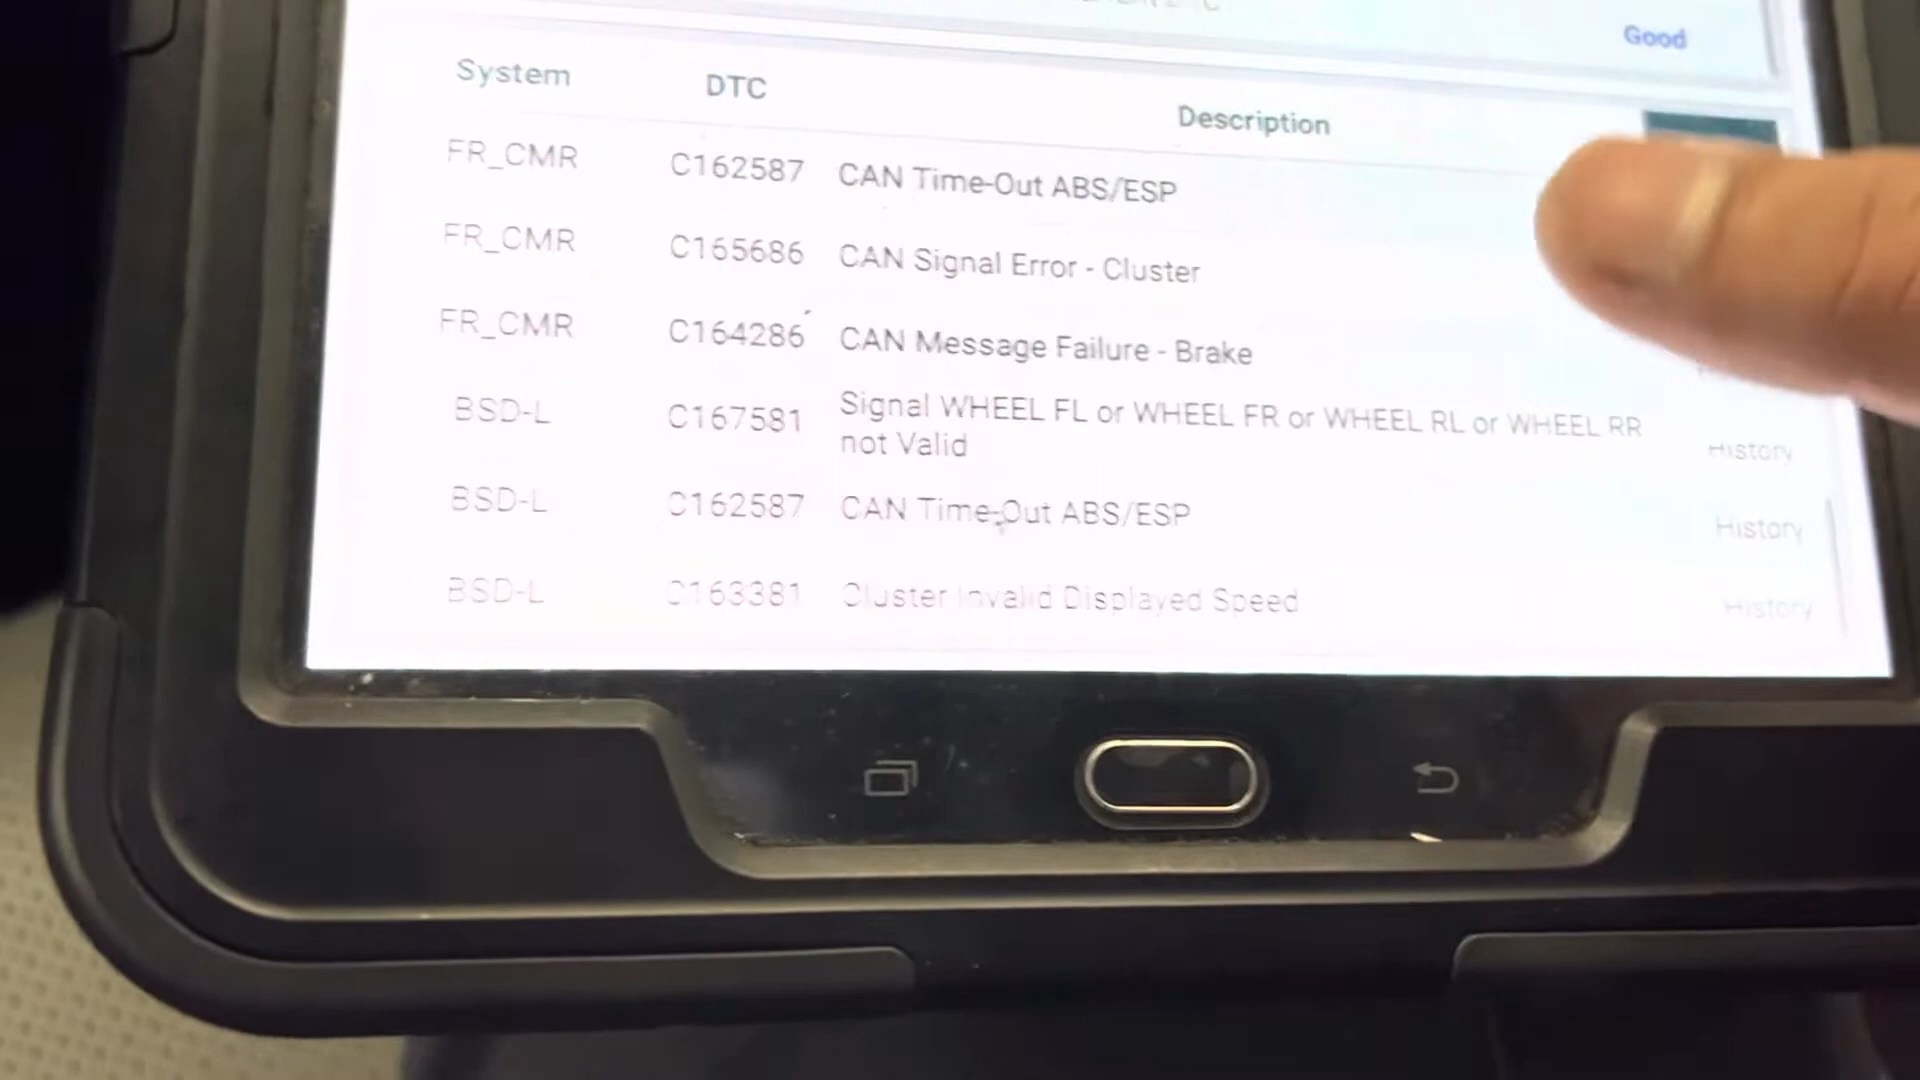 Good
System DTC Description
FR_CMR C162587 CAN Time-Out ABS/ESP
FR_CMR C165686 CAN Signal Error - Cluster
FR_CMR C164286 CAN Message Failure - Brake
BSD-L C167581 Signal WHEEL FL or WHEEL FR or WHEEL RL or WHEEL RR
not Valid History
BSD-L C162587 CAN Time-Out ABS/ESP History
BSD-L C163381 Cluster Invalid Displayed Speed History